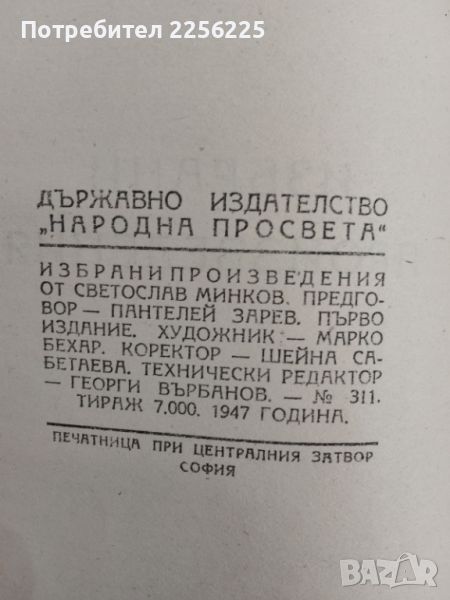 Потребител 2256225
ДЪРЖАВНО ИЗДАТЕЛСТВО
„НАРОДНА ПРОСВЕТА“
ИЗБРАНИ ПРОИЗВЕДЕНИЯ
ОТ СВЕТОСЛАВ МИНКОВ. ПРЕДГО-
ВОР — ПАНТЕЛЕЙ ЗАРЕВ. ПЪРВО
ИЗДАНИЕ. ХУДОЖНИК — МАРКО
БЕХАР. КОРЕКТОР — ШЕЙНА СА-
БЕТАЕВА. ТЕХНИЧЕСКИ РЕДАКТОР
— ГЕОРГИ ВЪРБАНОВ. — № 311.
ТИРАЖ 7.000. 1947 ГОДИНА.
ПЕЧАТНИЦА ПРИ ЦЕНТРАЛНИЯ ЗАТВОР
СОФИЯ
BAZAR.bg